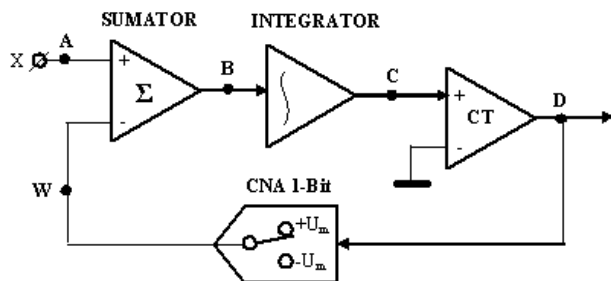 SUMATOR
INTEGRATOR
X
A
+
Σ
-
B
∫
C
+
CT
-
D
W
CNA 1-Bit
+Uₘ
-Uₘ